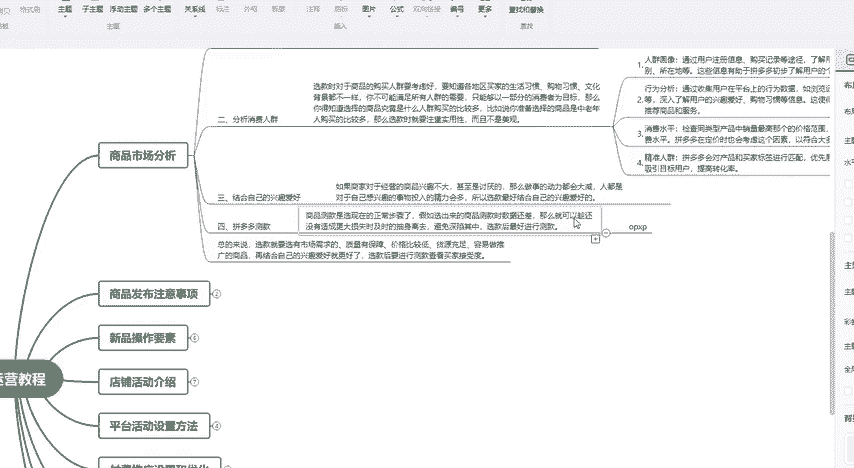 格式刷
主题
子主题
浮动主题
多个主题
关系线
标注
外框
概要
注释
图片
公式
双向链接
编号
更多
查找和替换
主题
插入
查找
1. 人群图像：通过用户注册信息、购买记录等途径，了解用
别、所在地等。这些信息有助于拼多多初步了解用户的
选款时对于商品的购买人群要考虑好，要知道各地区买家的生活习惯、购物习惯、文化
背景都不一样，你不可能满足所有人群的需要，只能够以一部分的消费者为目标，那么
你得知道选择的商品究竟是什么人群购买的比较多，比如说你准备选择的商品是中老年
人购买的比较多，那么选款时就要注重实用性，而且不是美观。
二、分析消费人群
行为分析：通过收集用户在平台上的行为数据，如浏览
2. 等，深入了解用户的兴趣爱好、购物习惯等信息。这使
推荐商品和服务。
3. 消费水平：检查同类型产品中销量最高那个的价格范围，
费水平。拼多多在定价时也会考虑这个因素，以符合大
4. 精准人群：拼多多会对产品和买家标签进行匹配，优先
吸引目标用户，提高转化率。
商品市场分析
如果商家对于经营的商品兴趣不大，甚至是讨厌的，那么做事的动力都会大减，人都是
对于自己感兴趣的事物投入的精力会多，所以选款最好结合自己的兴趣爱好的。
三、结合自己的兴趣爱好
商品测款是选现在的正常步骤了，假如选出来的商品测款时数据还差，那么就可以趁还
没有造成更大损失时及时的抽身离去，避免深陷其中，选款后最好进行测款。
四、拼多多测款
opxp
总的来说，选款就要选有市场需求的、质量有保障、价格比较低、货源充足、容易做推
广的商品，再结合自己的兴趣爱好就更好了，选款后要进行测款查看买家接受度。
商品发布注意事项
2
新品操作要素
6
运营教程
店铺活动介绍
7
平台活动设置方法
4